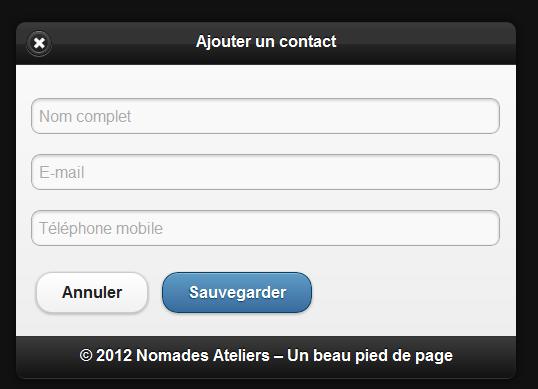 Ajouter un contact
Nom complet
E-mail
Téléphone mobile
Annuler Sauvegarder
© 2012 Nomades Ateliers – Un beau pied de page